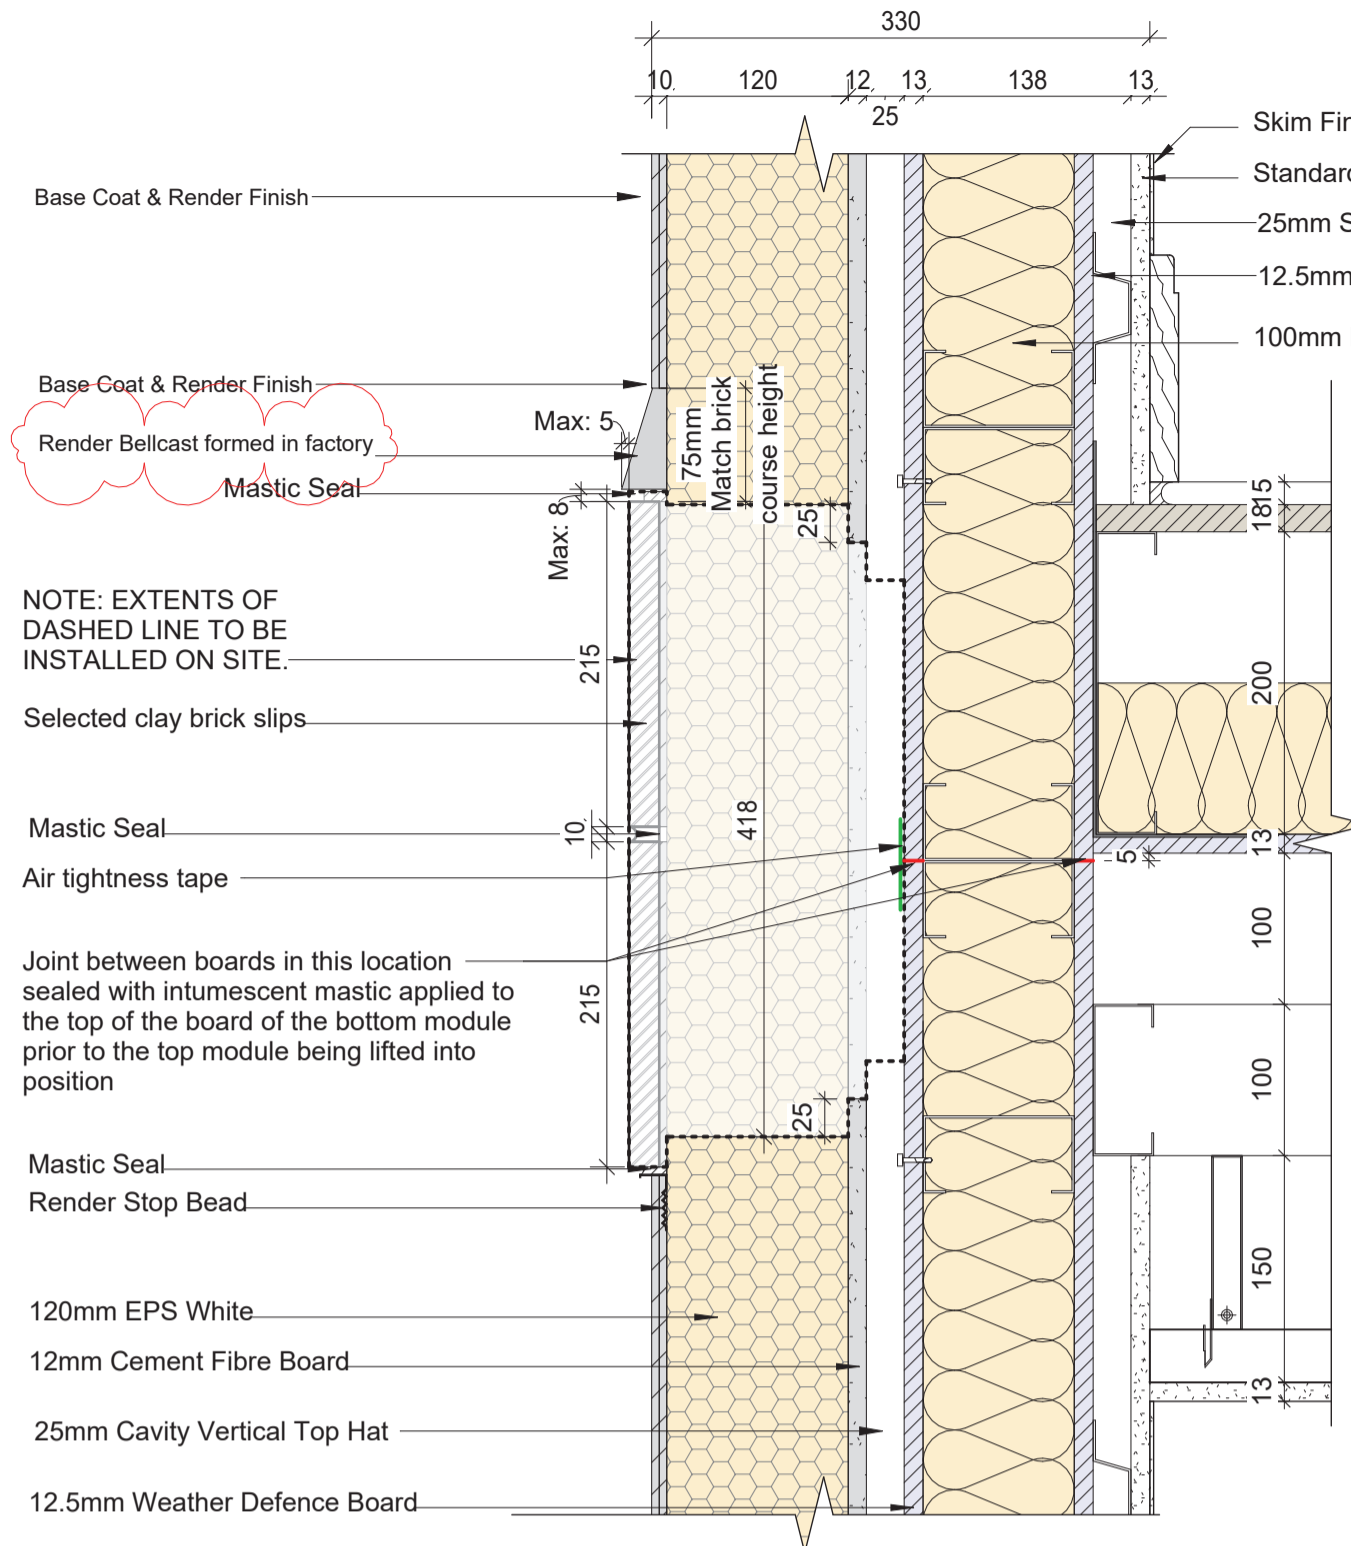 330
10 120 12 13 138 13
25
Skim Fin
Standard
25mm S
12.5mm
100mm
Base Coat & Render Finish
Base Coat & Render Finish
Render Bellcast formed in factory
Mastic Seal
Max: 5
Max: 8
75mm
Match brick
course height
25
15
18
NOTE: EXTENTS OF
DASHED LINE TO BE
INSTALLED ON SITE.
215
200
Selected clay brick slips
Mastic Seal
10
418
13
5
Air tightness tape
100
Joint between boards in this location
sealed with intumescent mastic applied to
the top of the board of the bottom module
prior to the top module being lifted into
position
215
100
25
Mastic Seal
Render Stop Bead
150
120mm EPS White
12mm Cement Fibre Board
13
25mm Cavity Vertical Top Hat
12.5mm Weather Defence Board